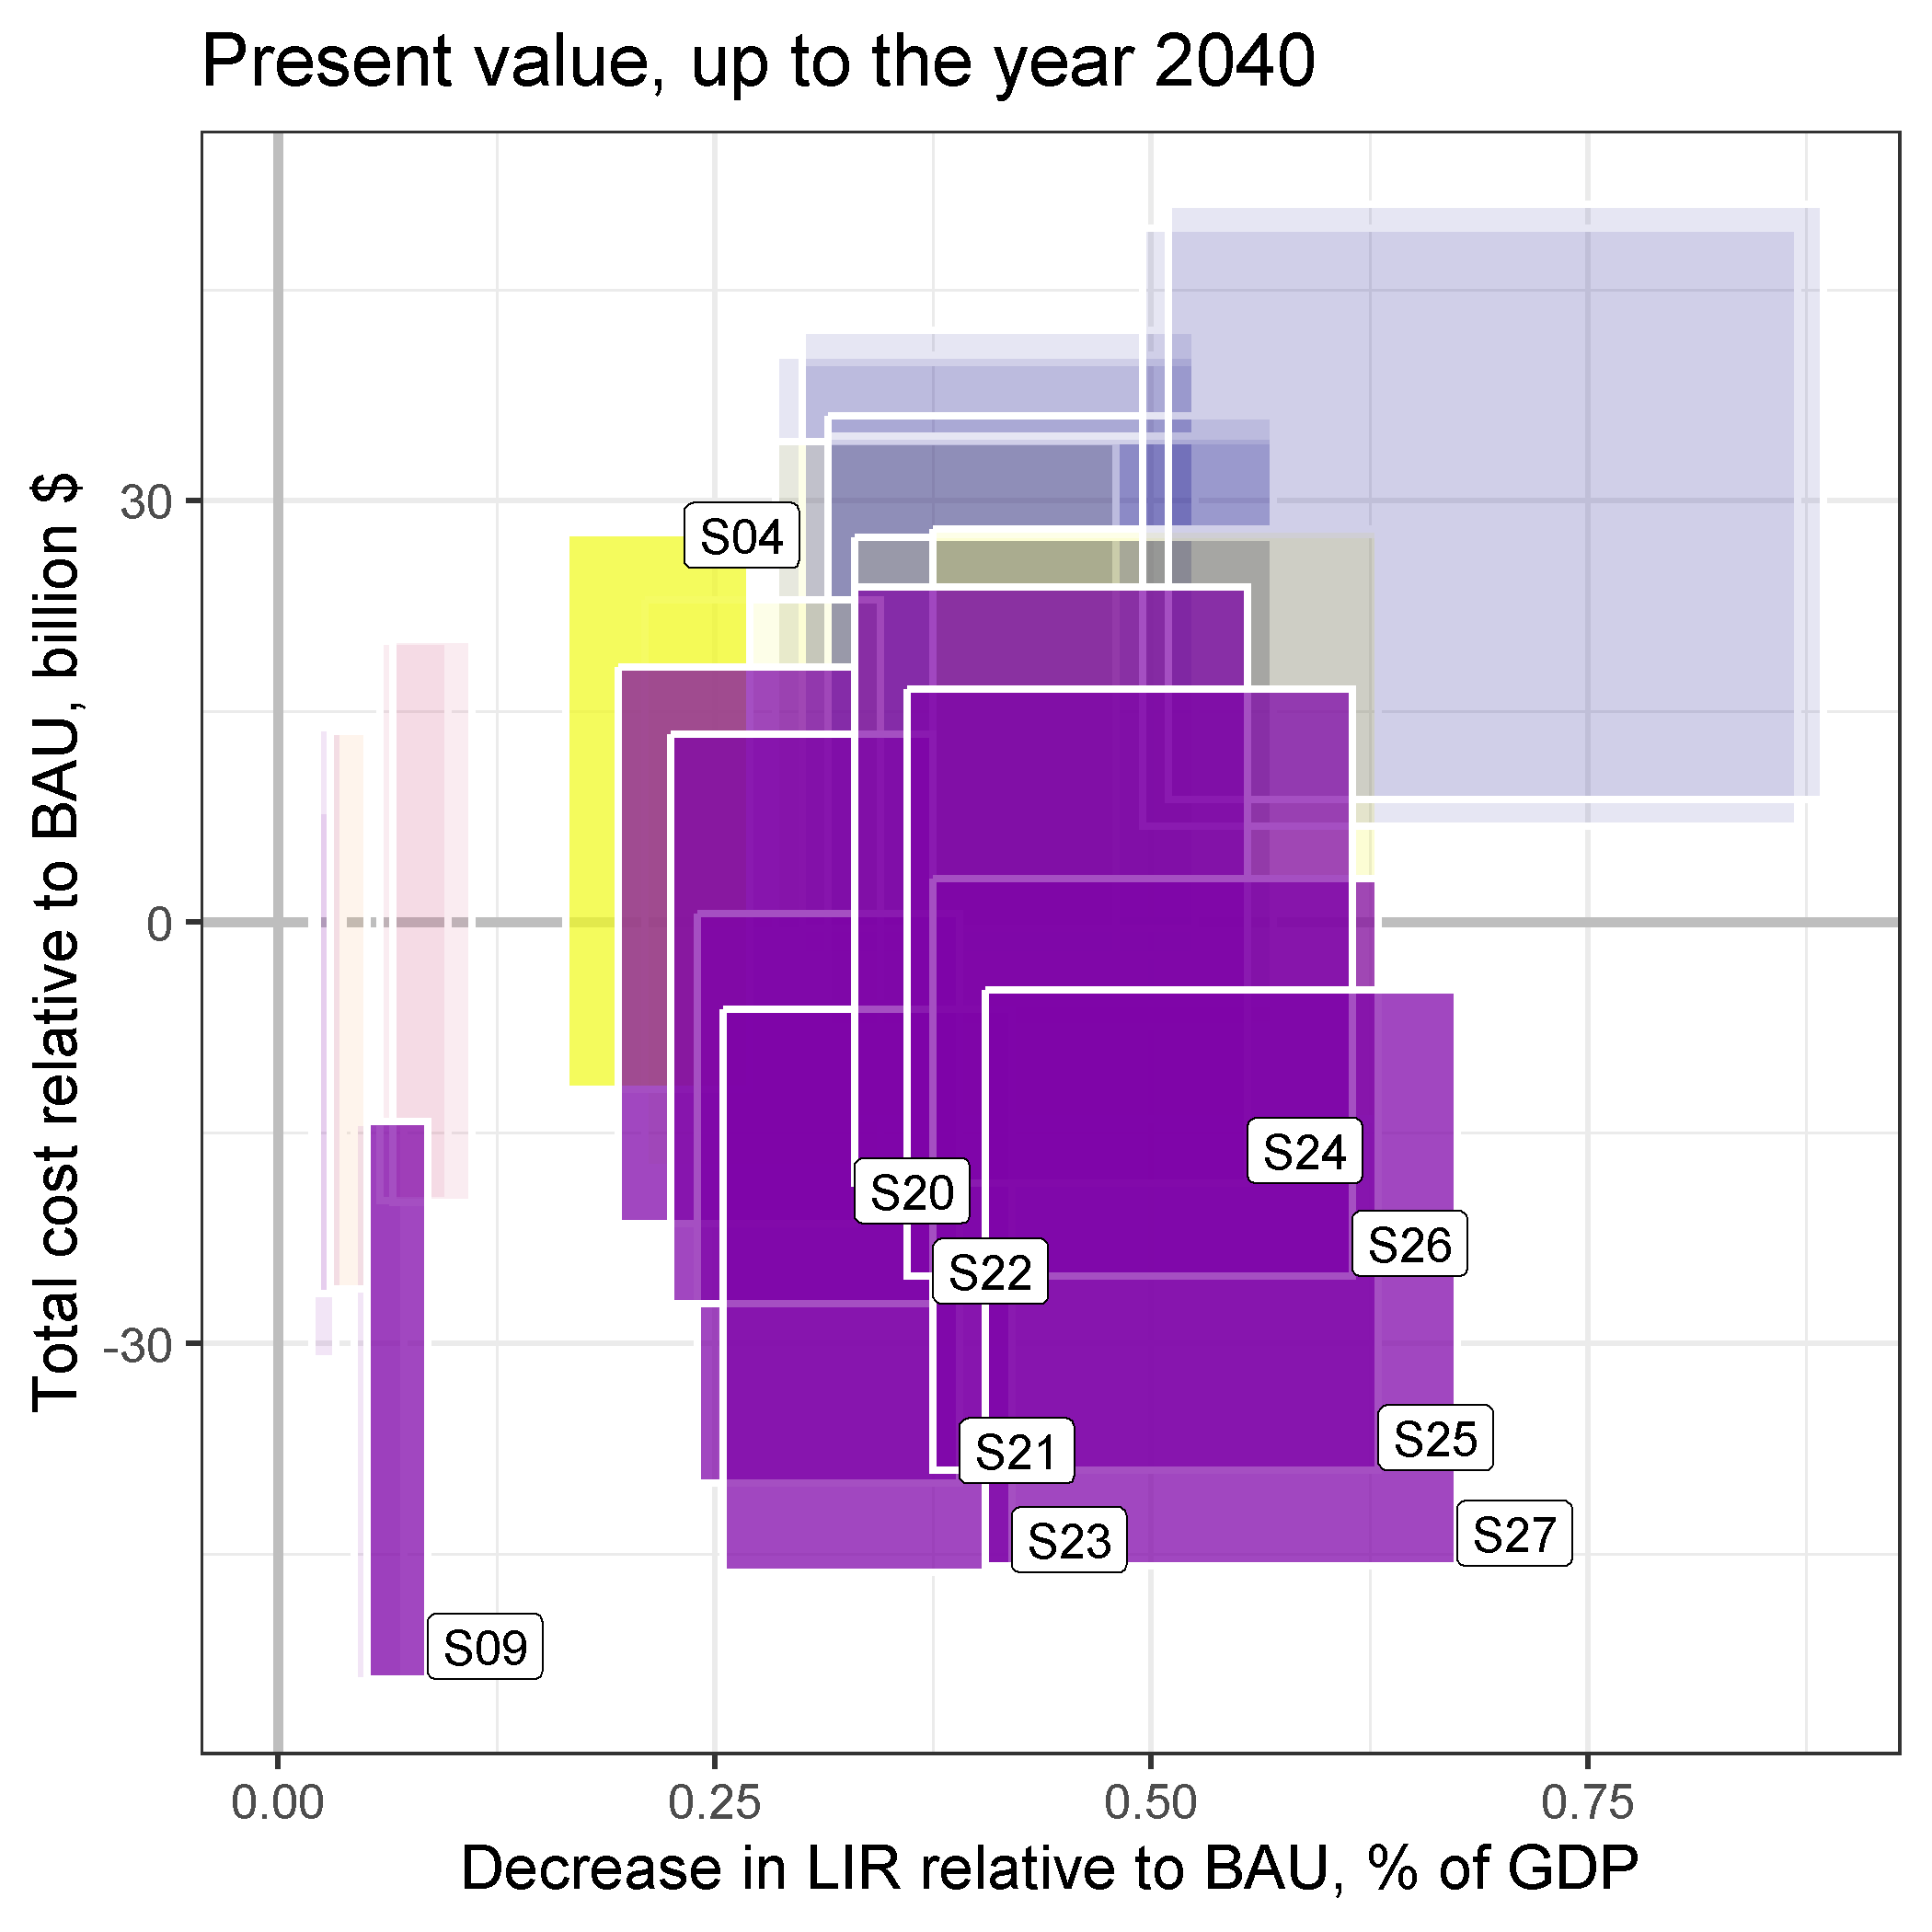 Present value, up to the year 2040
Total cost relative to BAU, billion $
30
0
-30
S04
S24
S20
S26
S22
S25
S21
S27
S23
S09
0.00
0.25
0.50
0.75
Decrease in LIR relative to BAU, % of GDP